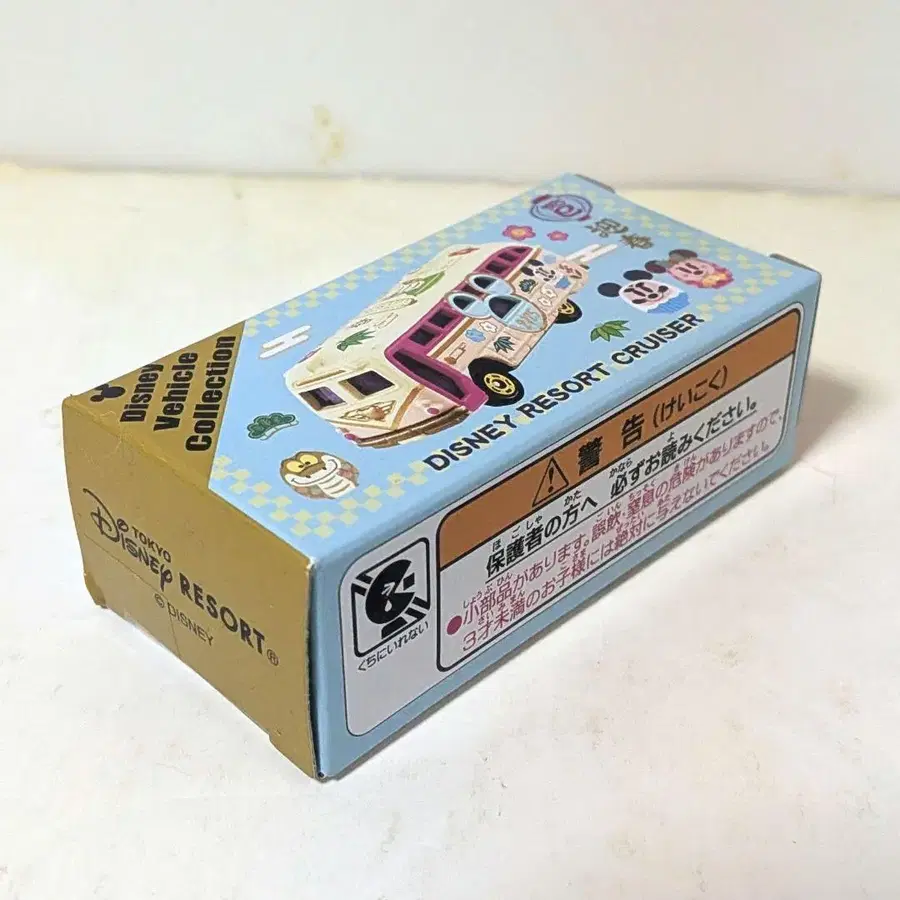 迎春
DISNEY RESORT CRUISER
Disney
Vehicle
Collection
TOKYO
DISNEY RESORT®
© DISNEY
警告(けいこく)
保護者の方へ 必ずお読みください。
●小部品があります。誤飲、窒息の危険がありますので、
3才未満のお子様には絶対に与えないでください。
くちにいれない